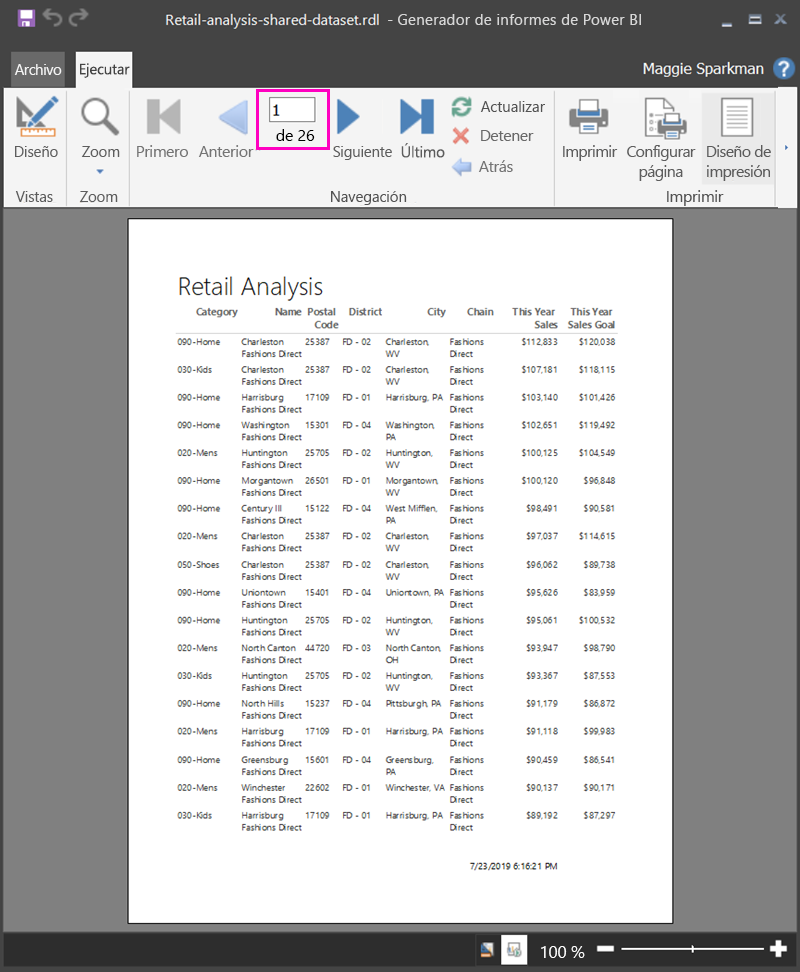 Retail-analysis-shared-dataset.rdl - Generador de informes de Power BI
Archivo Ejecutar Maggie Sparkman ?
Diseño Zoom Primero Anterior 1 de 26 Siguiente Último
Actualizar
Detener
Atrás
Imprimir Configurar página Diseño de impresión
Vistas Zoom Navegación Imprimir
Retail Analysis
Category Name Postal District City Chain This Year This Year
Code Sales Sales Goal
090-Home Charleston 25387 FD - 02 Charleston, Fashions $112,833 $120,038
Fashions Direct WV Direct
030-Kids Charleston 25387 FD - 02 Charleston, Fashions $107,181 $118,115
Fashions Direct WV Direct
090-Home Harrisburg 17109 FD - 01 Harrisburg, PA Fashions $103,140 $101,426
Fashions Direct Direct
090-Home Washington 15301 FD - 04 Washington, Fashions $102,651 $119,492
Fashions Direct PA Direct
020-Mens Huntington 25705 FD - 02 Huntington, Fashions $100,125 $104,549
Fashions Direct WV Direct
090-Home Morgantown 26501 FD - 01 Morgantown, Fashions $100,120 $96,848
Fashions Direct WV Direct
090-Home Century III 15122 FD - 04 West Mifflen, Fashions $98,491 $90,581
Fashions Direct PA Direct
020-Mens Charleston 25387 FD - 02 Charleston, Fashions $97,037 $114,615
Fashions Direct WV Direct
050-Shoes Charleston 25387 FD - 02 Charleston, Fashions $96,062 $89,738
Fashions Direct WV Direct
090-Home Uniontown 15401 FD - 04 Uniontown, PA Fashions $95,626 $83,959
Fashions Direct Direct
090-Home Huntington 25705 FD - 02 Huntington, Fashions $95,061 $100,532
Fashions Direct WV Direct
020-Mens North Canton 44720 FD - 03 North Canton, Fashions $93,947 $98,790
Fashions Direct OH Direct
030-Kids Huntington 25705 FD - 02 Huntington, Fashions $93,367 $87,553
Fashions Direct WV Direct
090-Home North Hills 15237 FD - 04 Pittsburgh, PA Fashions $91,179 $86,872
Fashions Direct Direct
020-Mens Harrisburg 17109 FD - 01 Harrisburg, PA Fashions $91,118 $99,983
Fashions Direct Direct
090-Home Greensburg 15601 FD - 04 Greensburg, Fashions $90,459 $86,541
Fashions Direct PA Direct
020-Mens Winchester 22602 FD - 01 Winchester, VA Fashions $90,137 $90,171
Fashions Direct Direct
030-Kids Harrisburg 17109 FD - 01 Harrisburg, PA Fashions $89,192 $87,297
Fashions Direct Direct
7/23/2019 6:16:21 PM
100 %